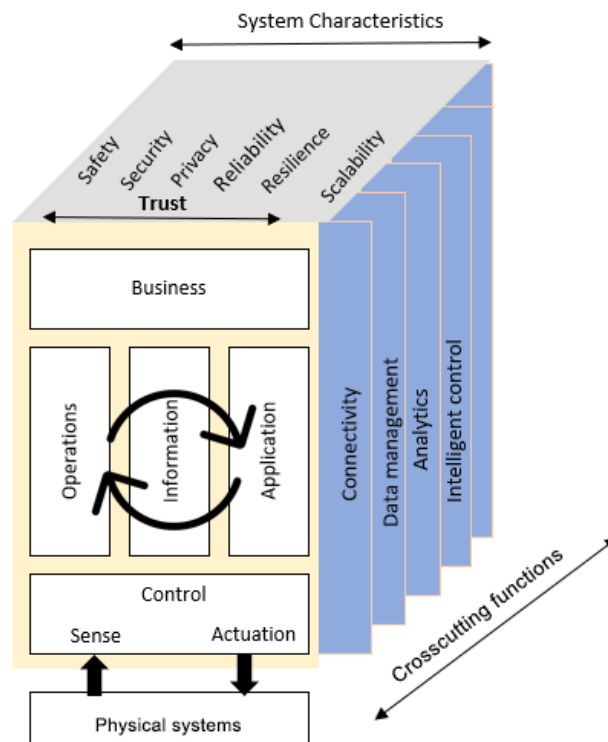 System Characteristics
Safety
Security
Privacy
Reliability
Resilience
Scalability
Trust
Business
Operations
Information
Application
Connectivity
Data management
Analytics
Intelligent control
Control
Sense
Actuation
Crosscutting functions
Physical systems